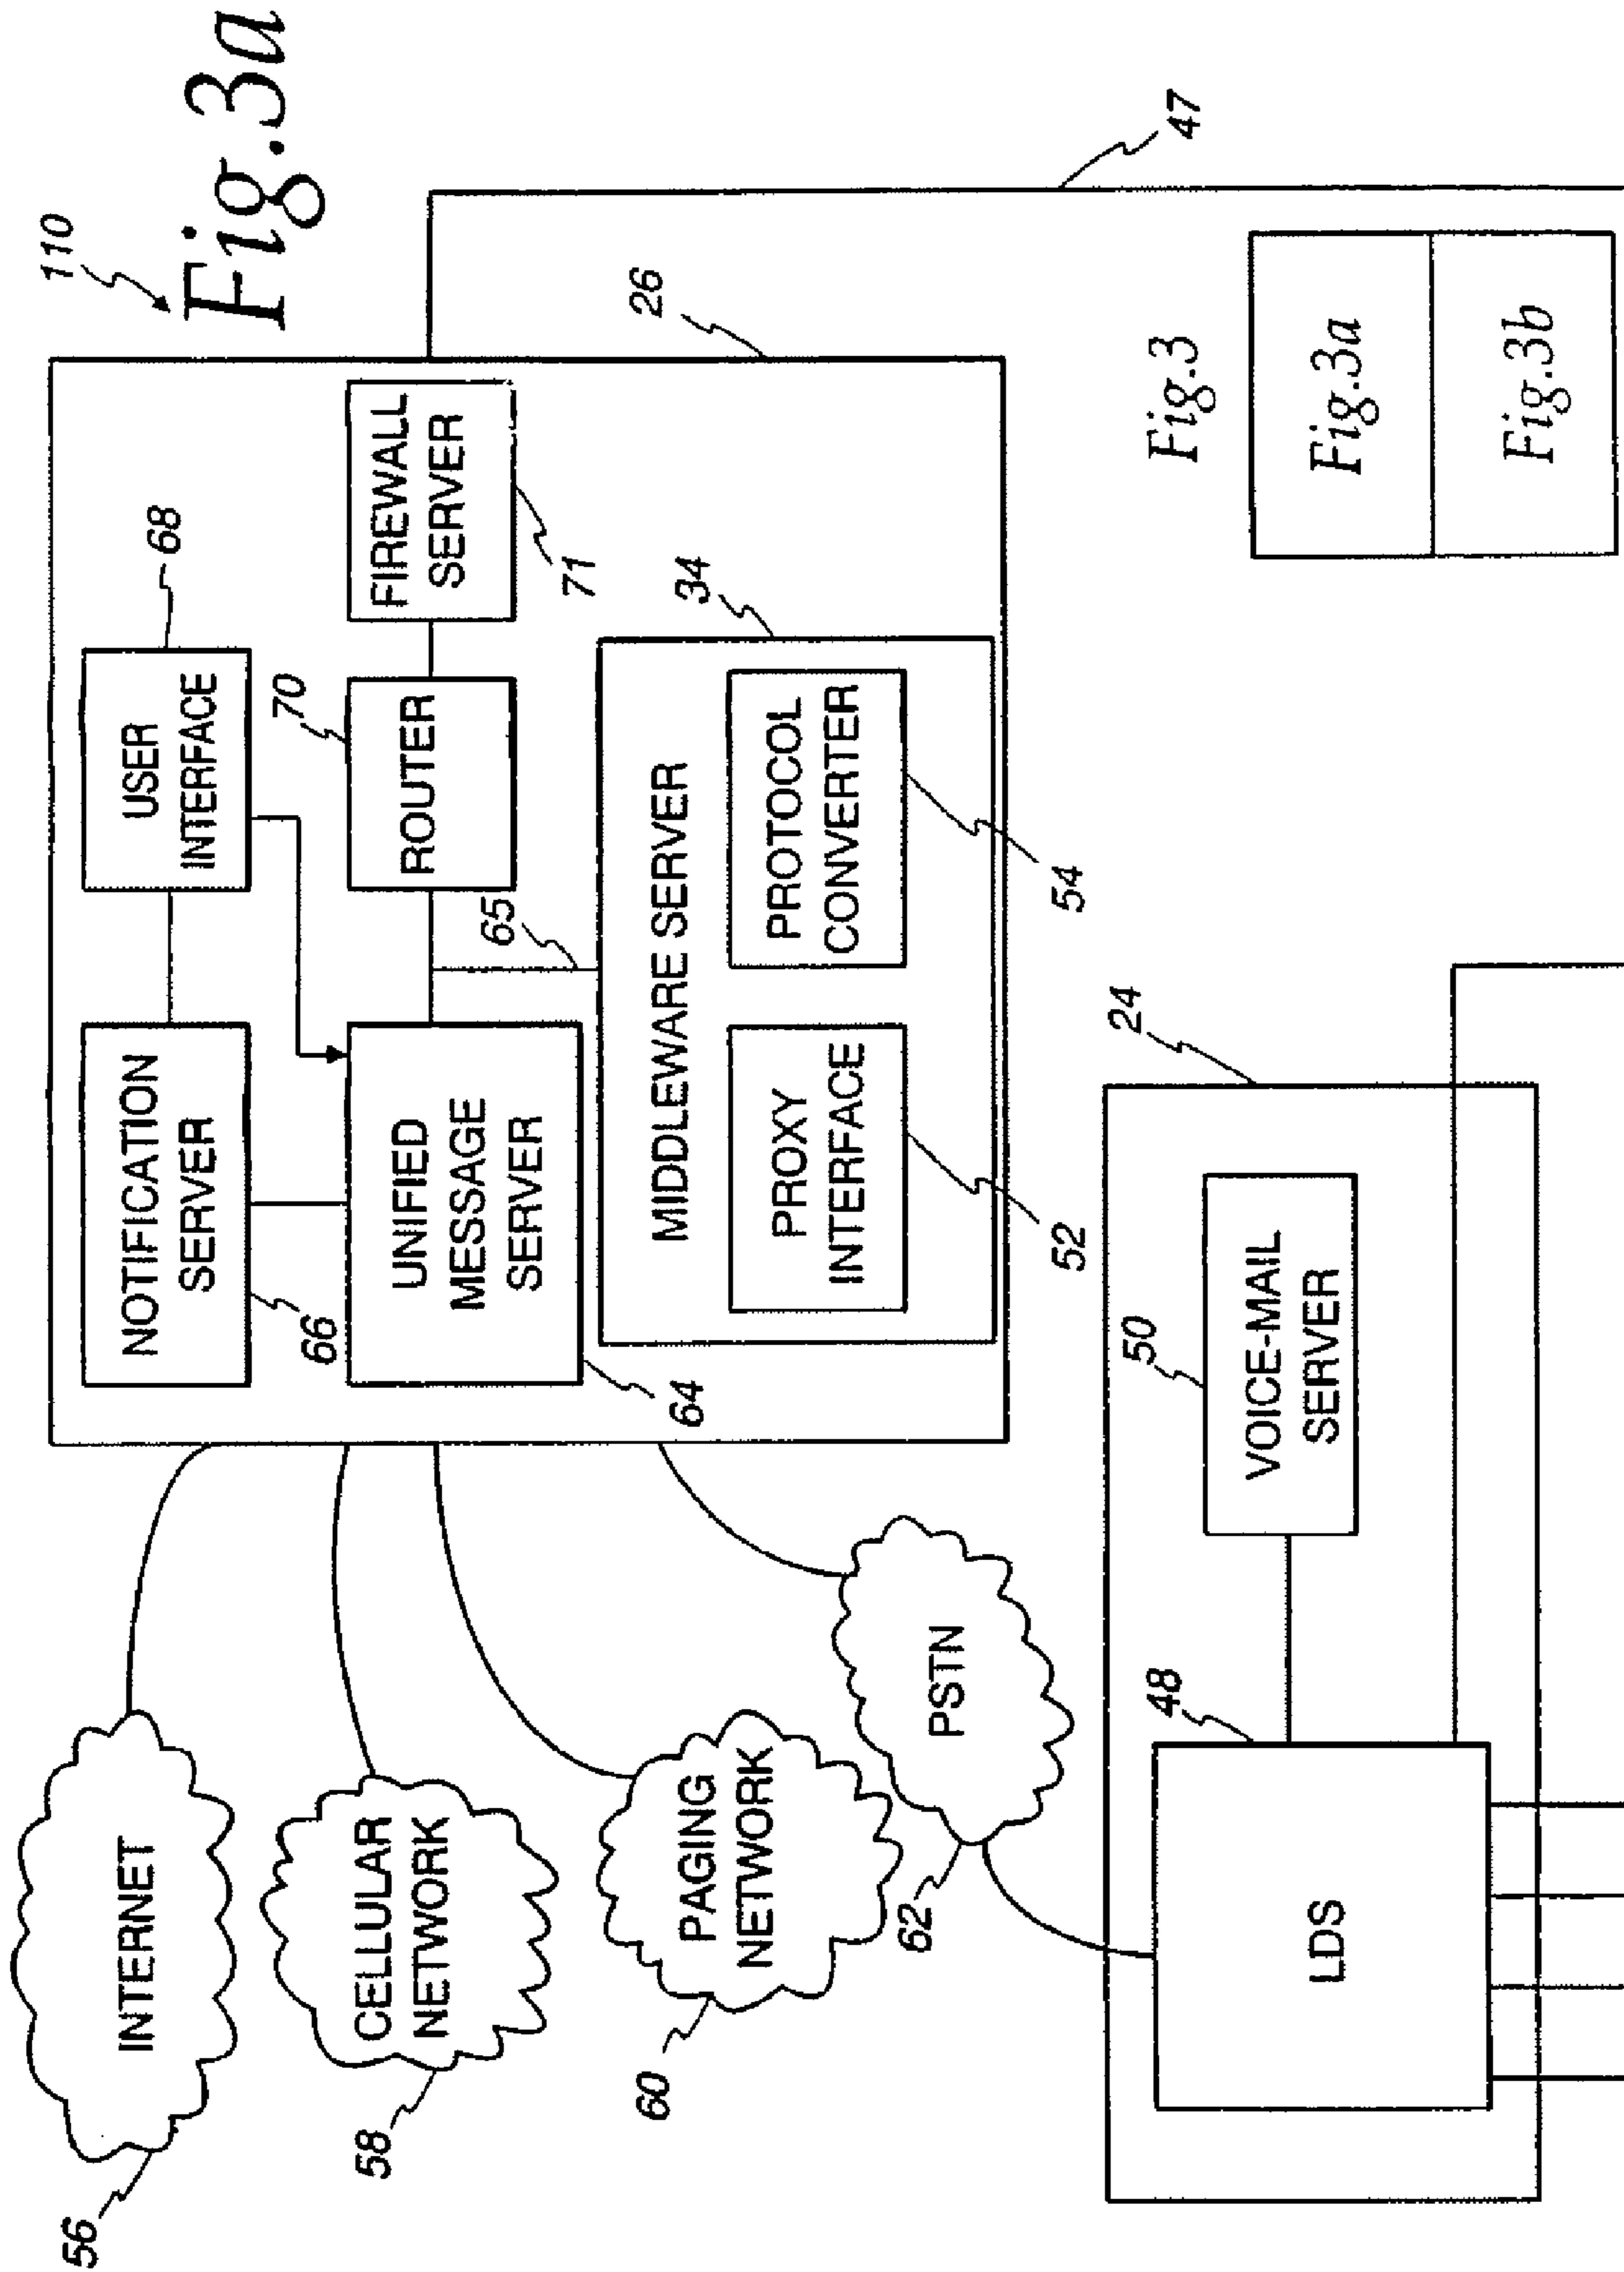 110
Fig.3a
56
INTERNET
58
CELLULAR
NETWORK
60
PAGING
NETWORK
62
PSTN
NOTIFICATION
SERVER
66
USER
INTERFACE
68
UNIFIED
MESSAGE
SERVER
64
65
ROUTER
70
FIREWALL
SERVER
71
MIDDLEWARE SERVER
34
PROXY
INTERFACE
52
PROTOCOL
CONVERTER
54
26
47
24
LDS
48
VOICE-MAIL
SERVER
50
Fig.3
Fig.3a
Fig.3b